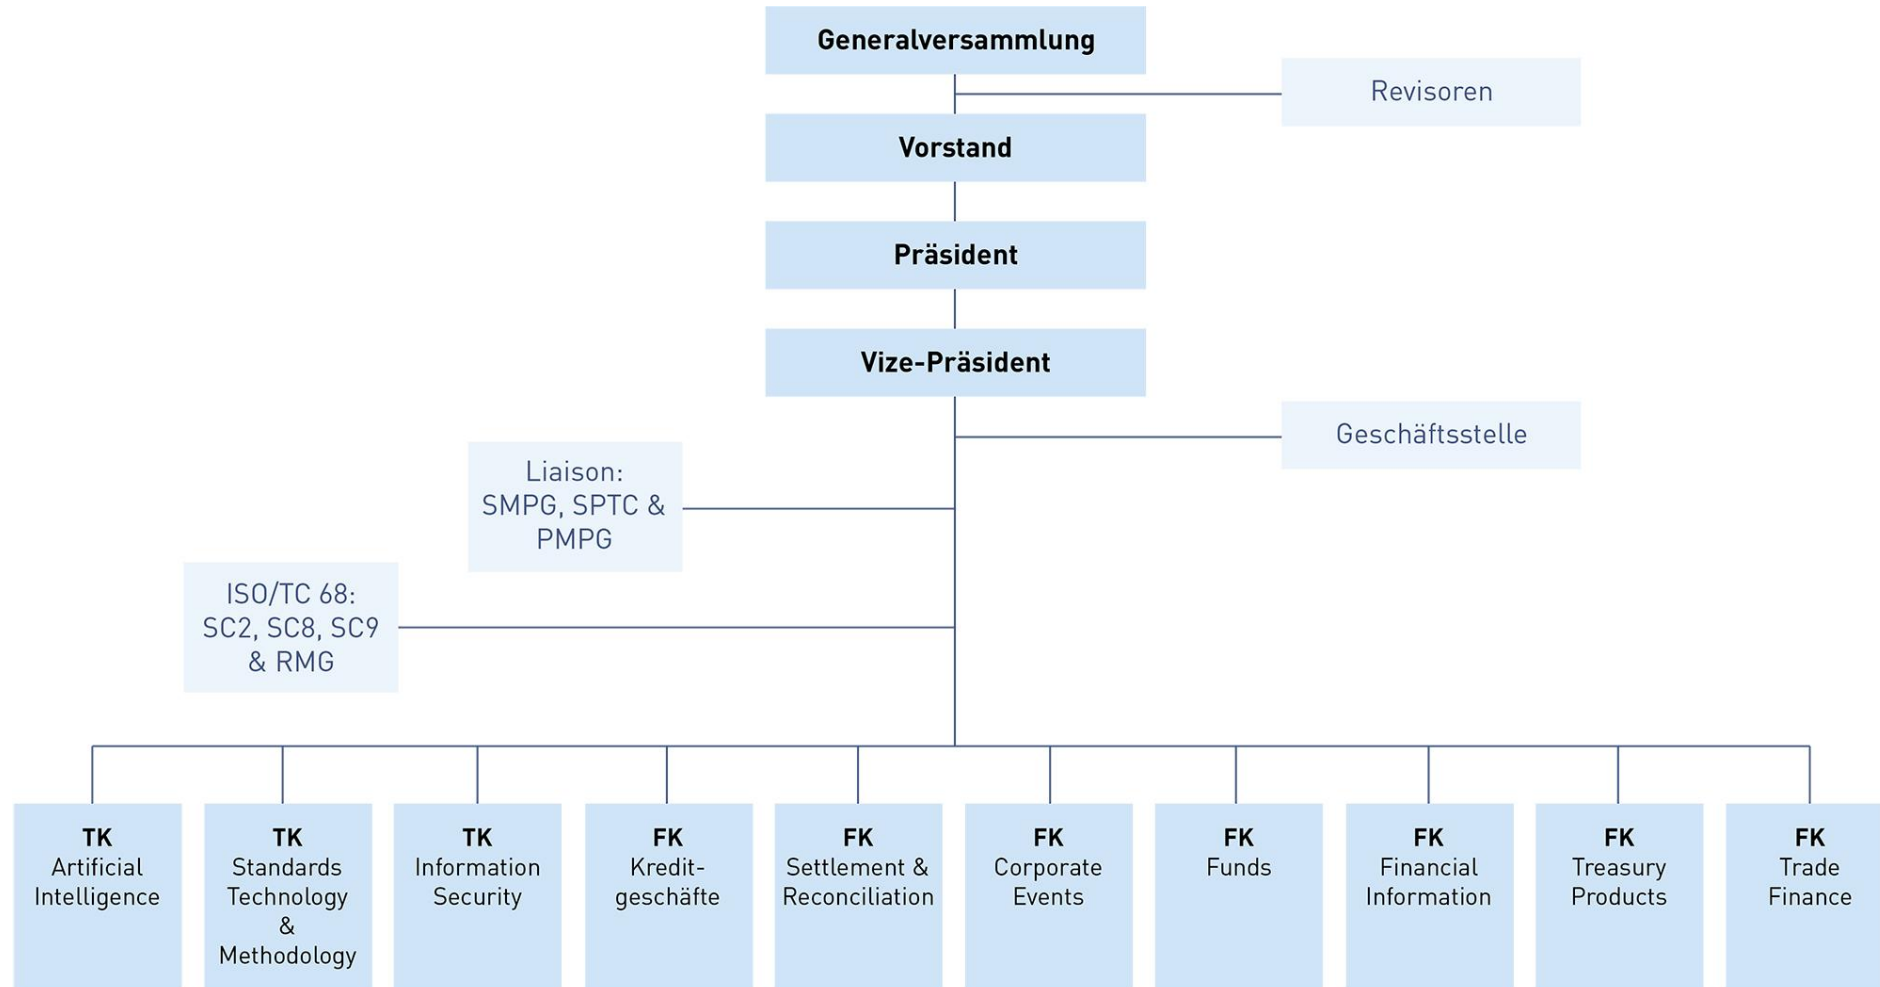 Generalversammlung
Revisoren
Vorstand
Präsident
Vize-Präsident
Geschäftsstelle
Liaison:
SMPG, SPTC &
PMPG
ISO/TC 68:
SC2, SC8, SC9
& RMG
TK
Artificial
Intelligence
TK
Standards
Technology
&
Methodology
TK
Information
Security
FK
Kredit-
geschäfte
FK
Settlement &
Reconciliation
FK
Corporate
Events
FK
Funds
FK
Financial
Information
FK
Treasury
Products
FK
Trade
Finance